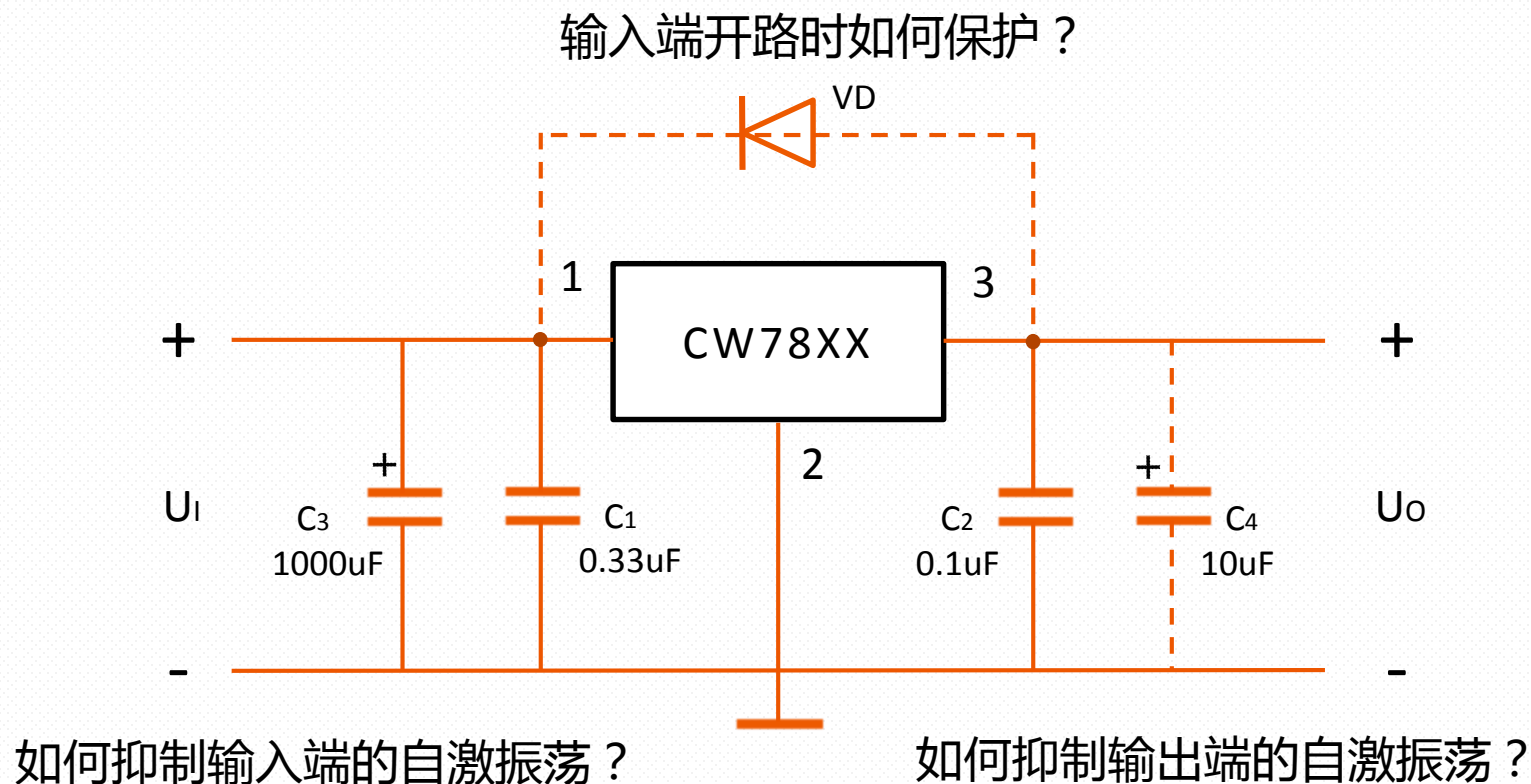 输入端开路时如何保护？
VD
1
3
CW78XX
+
+
2
+
+
UI
C3
1000uF
C1
0.33uF
C2
0.1uF
C4
10uF
UO
-
-
如何抑制输入端的自激振荡？
如何抑制输出端的自激振荡？